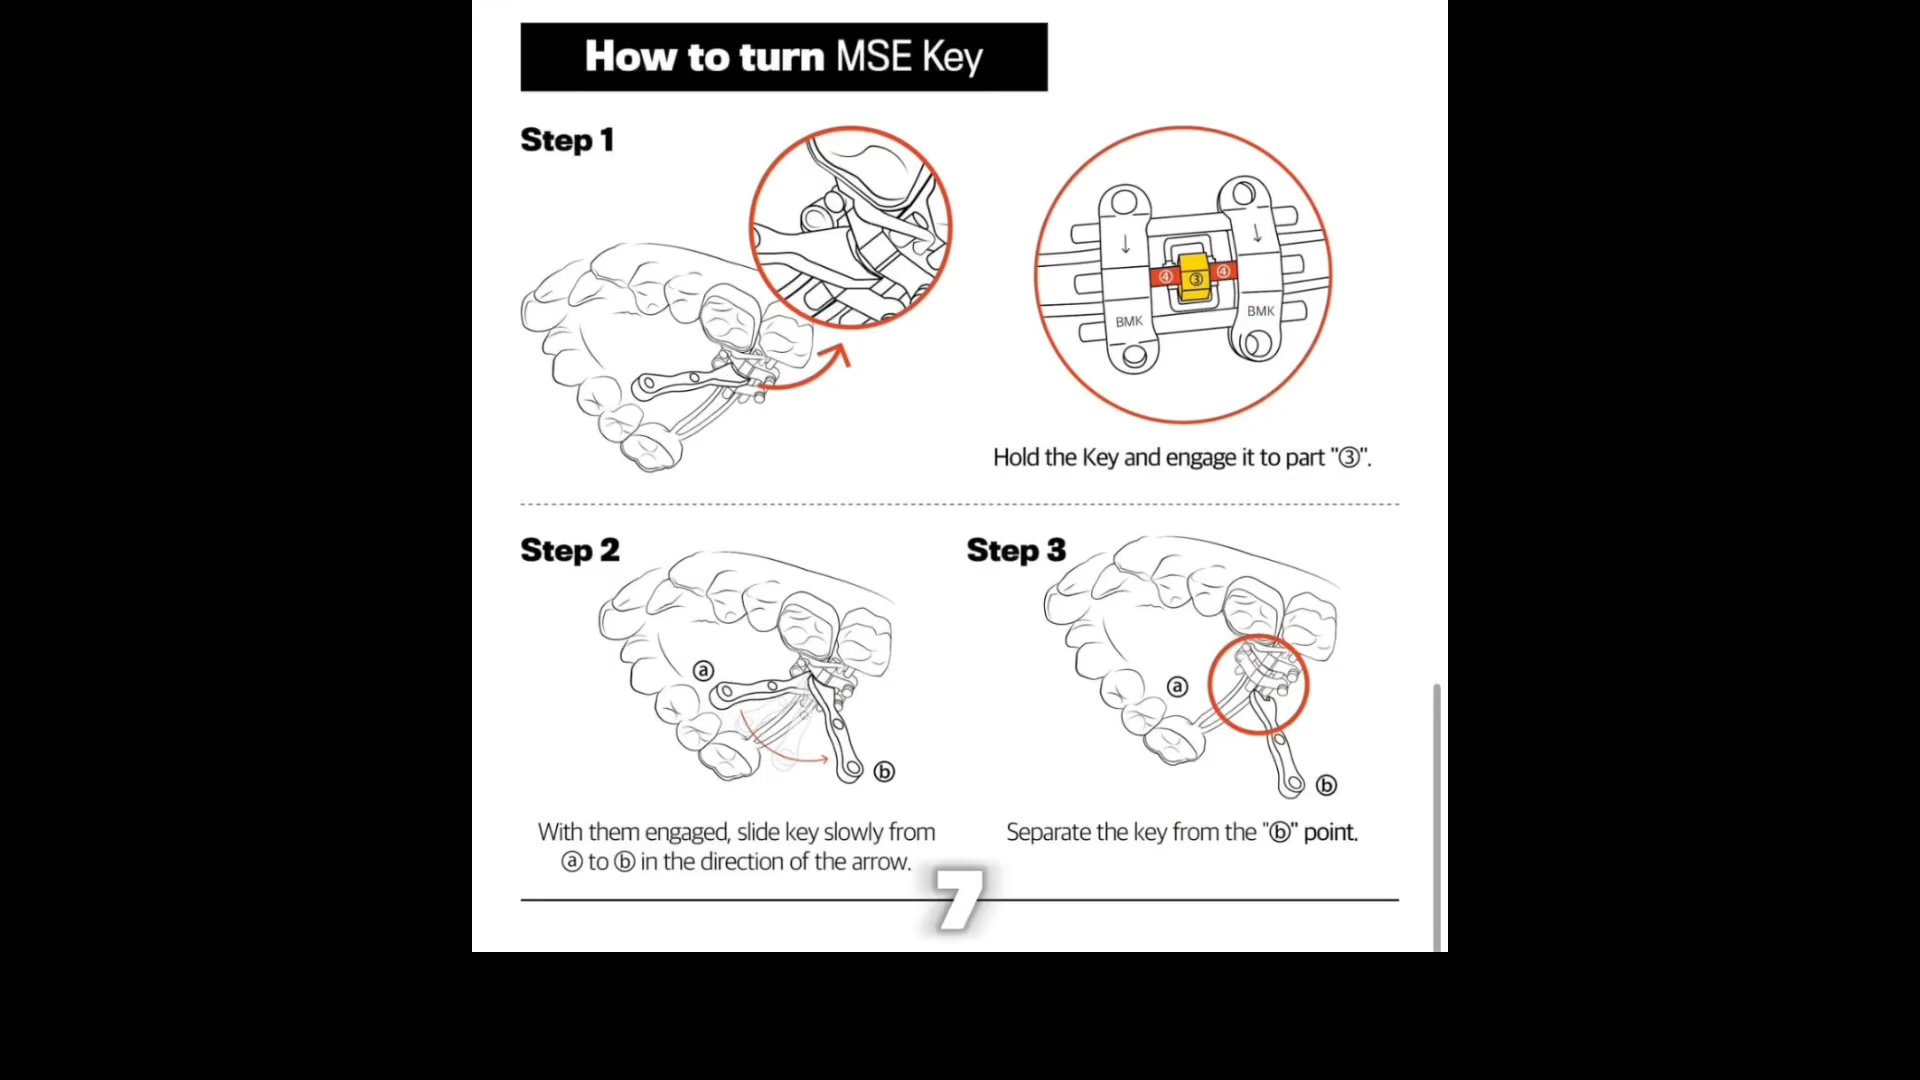 How to turn MSE Key
Step 1
↓
↓
④
③
④
BMK
BMK
Hold the Key and engage it to part "③".
Step 2
ⓐ
ⓑ
With them engaged, slide key slowly from
ⓐ to ⓑ in the direction of the arrow.
Step 3
ⓐ
ⓑ
Separate the key from the "ⓑ" point.
7